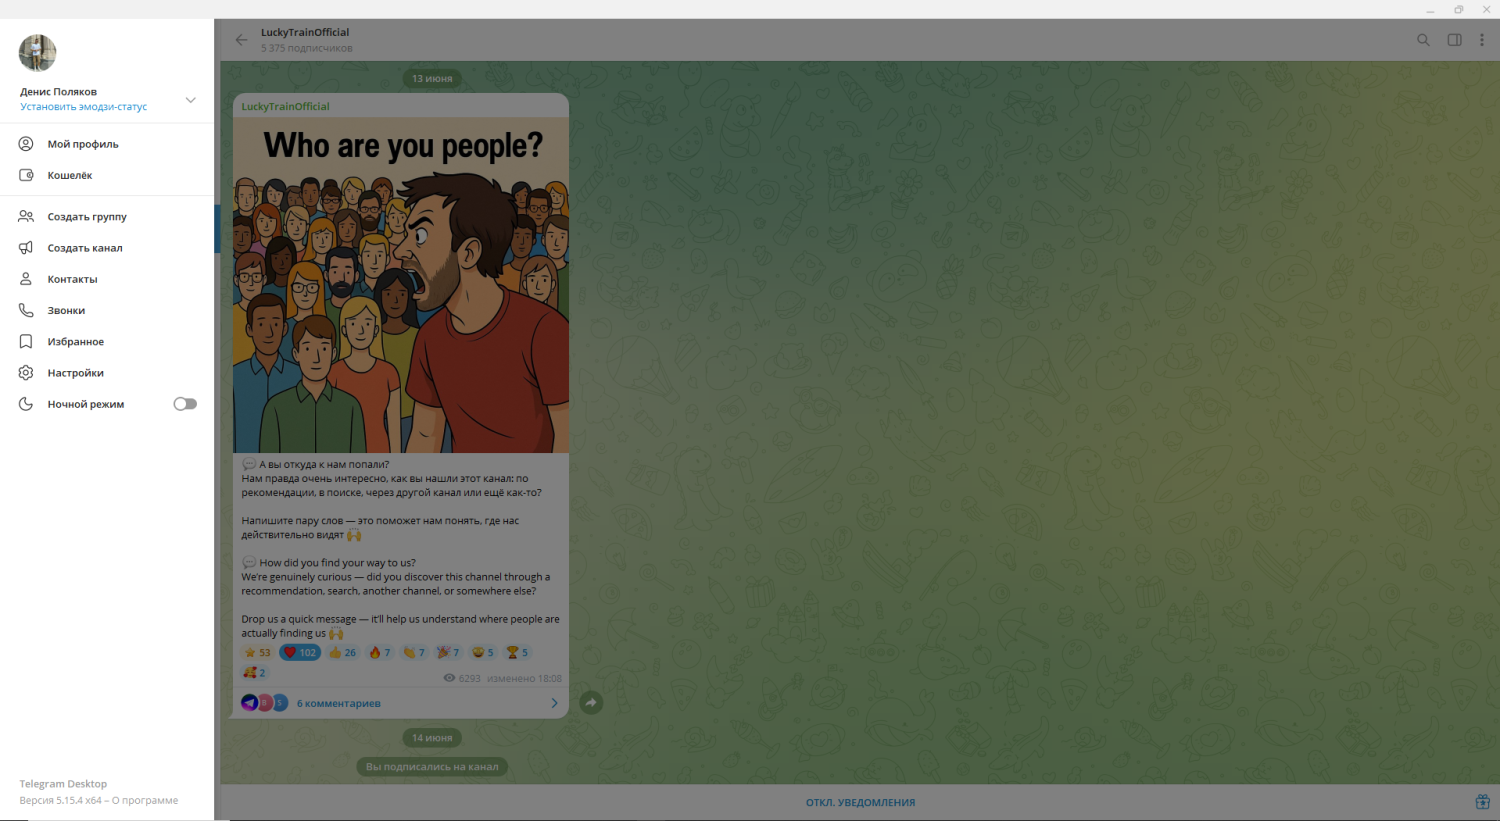 Денис Поляков
Установить эмодзи-статус
Мой профиль
Кошелёк
Создать группу
Создать канал
Контакты
Звонки
Избранное
Настройки
Ночной режим
Telegram Desktop
Версия 5.15.4 x64 – О программе
LuckyTrainOfficial
5 375 подписчиков
13 июня
LuckyTrainOfficial
Who are you people?
💬 А вы откуда к нам попали?
Нам правда очень интересно, как вы нашли этот канал: по
рекомендации, в поиске, через другой канал или ещё как-то?
Напишите пару слов — это поможет нам понять, где нас
действительно видят 🙌
💬 How did you find your way to us?
We're genuinely curious — did you discover this channel through a
recommendation, search, another channel, or somewhere else?
Drop us a quick message — it'll help us understand where people are
actually finding us 🙌
⭐ 53 ❤️ 102 👍 26 🔥 7 👏 7 🎉 7 🤪 5 🏆 5
🥰 2
6293 изменено 18:08
6 комментариев
14 июня
Вы подписались на канал
ОТКЛ. УВЕДОМЛЕНИЯ